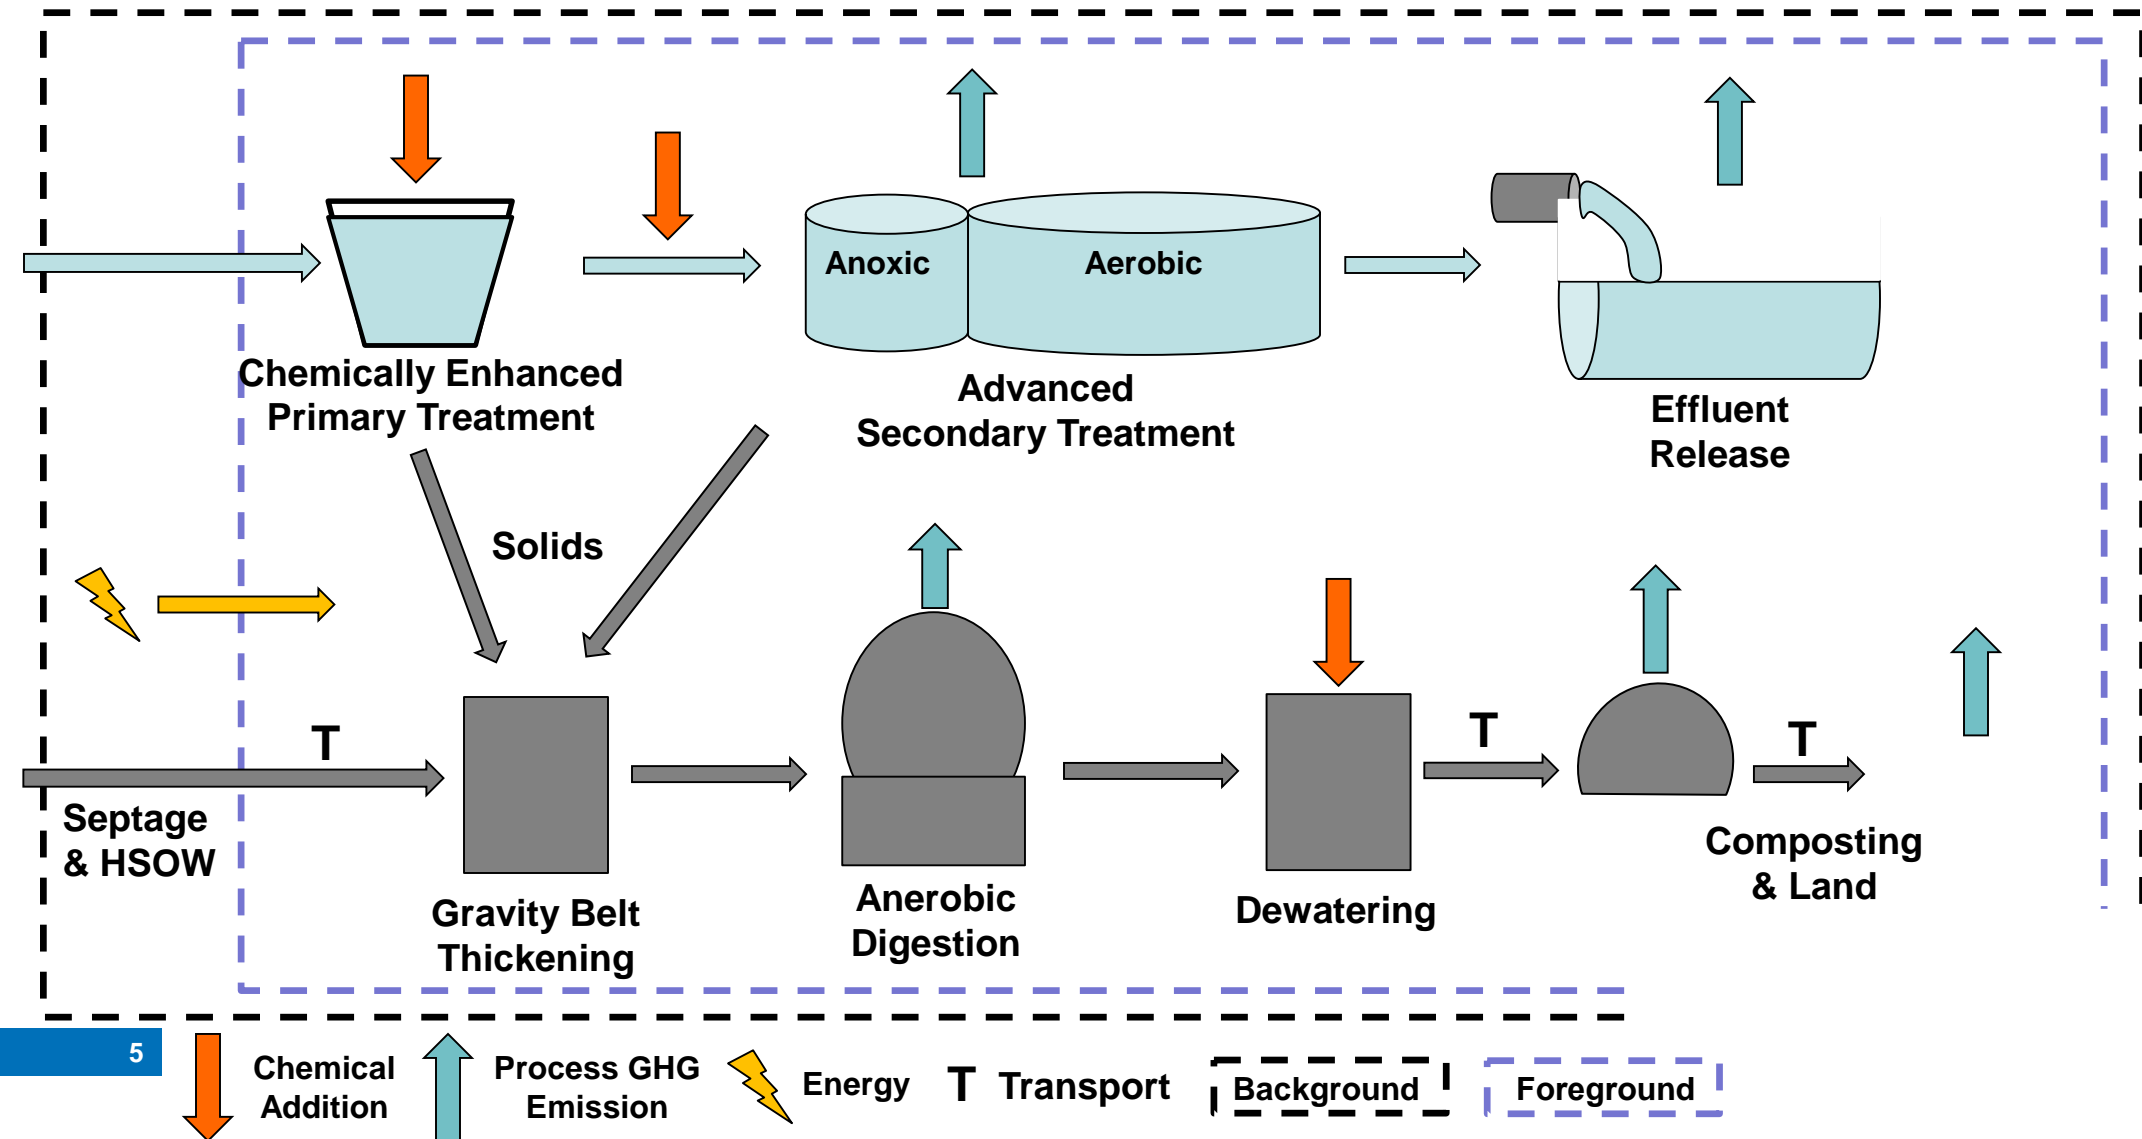 Anoxic
Aerobic
Chemically Enhanced
Primary Treatment
Advanced
Secondary Treatment
Effluent
Release
Solids
T
T
T
Septage
& HSOW
Gravity Belt
Thickening
Anerobic
Digestion
Dewatering
Composting
& Land
5
Chemical
Addition
Process GHG
Emission
Energy
T Transport
Background
Foreground